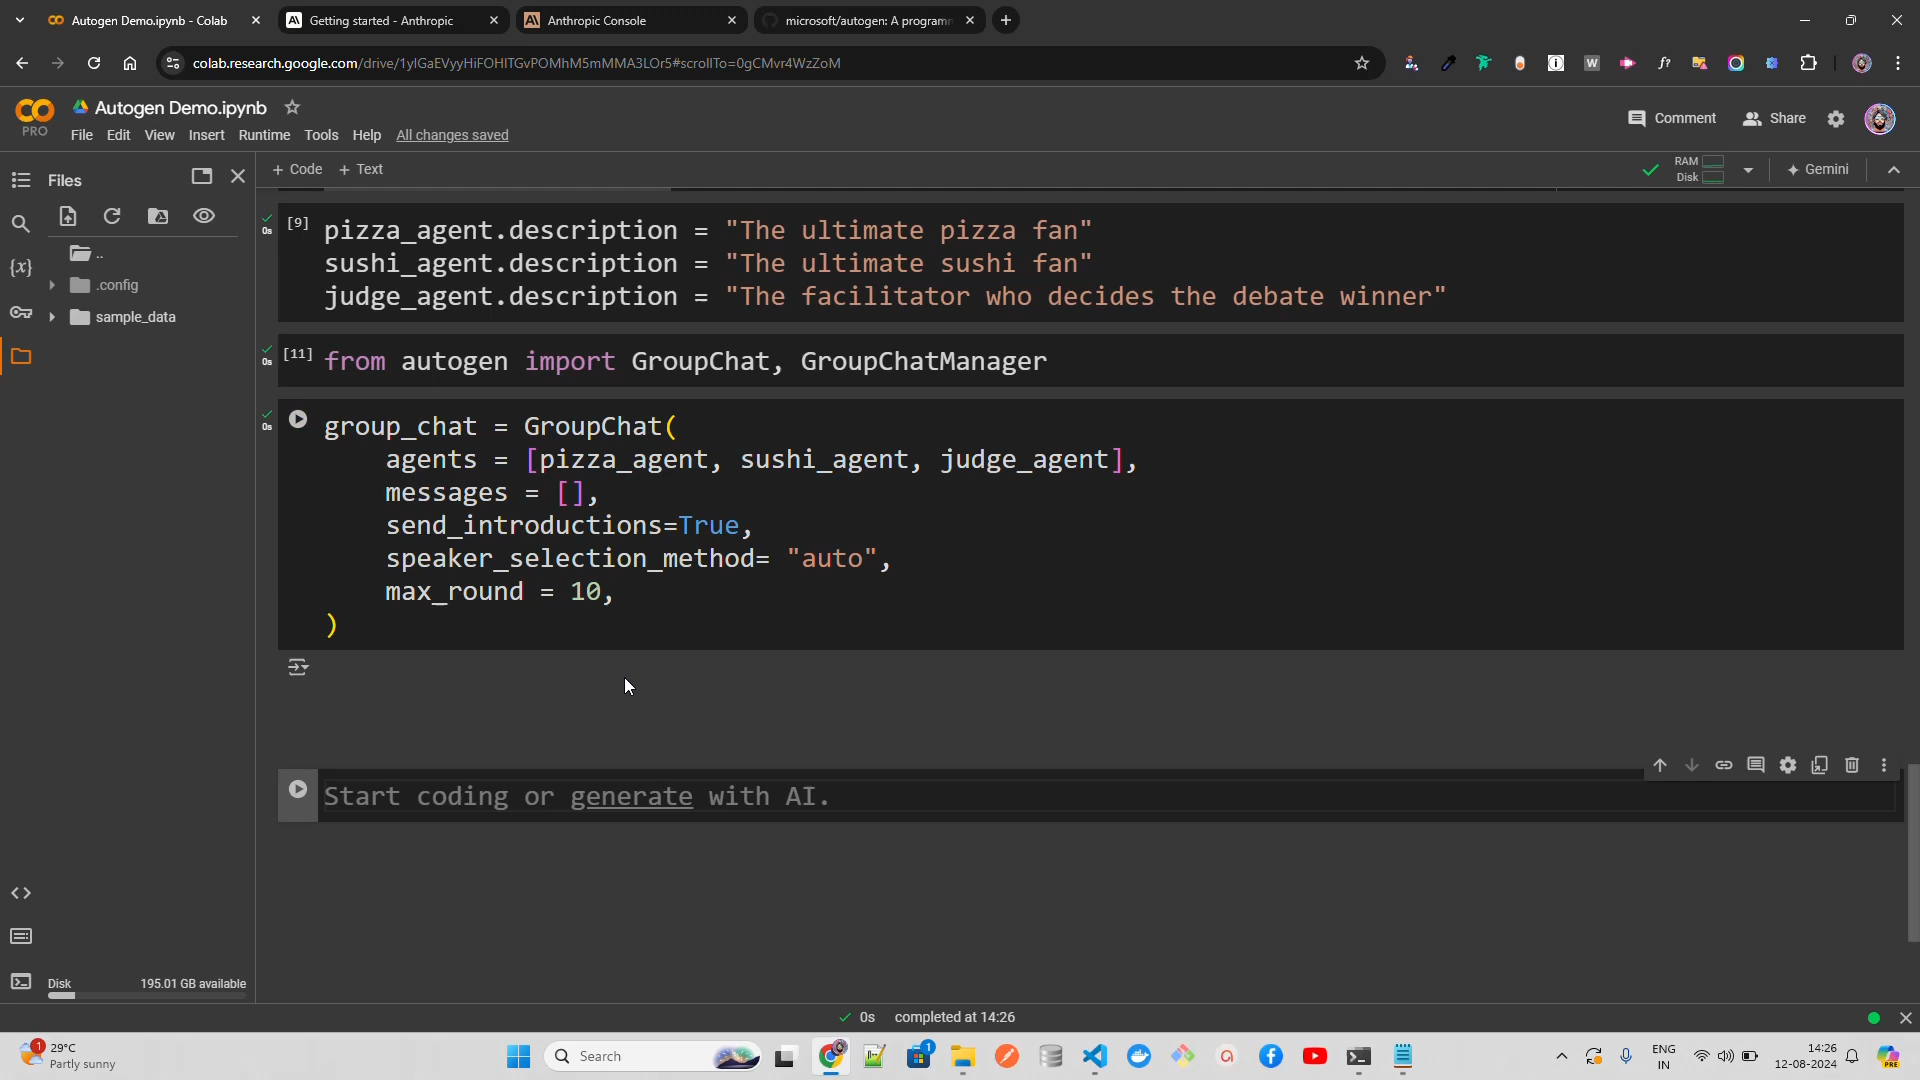 Autogen Demo.ipynb - Colab
Getting started - Anthropic
Anthropic Console
microsoft/autogen: A programm
colab.research.google.com/drive/1ylGaEVyyHiFOHITGvPOMhM5mMMA3LOr5#scrollTo=0gCMvr4WzZoM
PRO
Autogen Demo.ipynb
File Edit View Insert Runtime Tools Help All changes saved
Comment
Share
Files
+ Code + Text
RAM
Disk
Gemini
..
.config
sample_data
0s [9] pizza_agent.description = "The ultimate pizza fan"
sushi_agent.description = "The ultimate sushi fan"
judge_agent.description = "The facilitator who decides the debate winner"
0s [11] from autogen import GroupChat, GroupChatManager
0s group_chat = GroupChat(
agents = [pizza_agent, sushi_agent, judge_agent],
messages = [],
send_introductions=True,
speaker_selection_method= "auto",
max_round = 10,
)
Start coding or generate with AI.
Disk 195.01 GB available
0s completed at 14:26
1
29°C
Partly sunny
Search
1
ENG
IN
14:26
12-08-2024
PRE